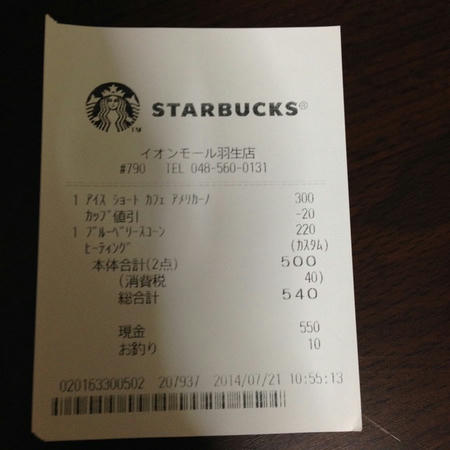 STARBUCKS®
TM
イオンモール羽生店
#790 TEL 048-560-0131
1 アイス ショート カフェ アメリカーノ 300
カップ値引 -20
1 ブルーベリースコーン 220
ヒーティング (カスタム)
本体合計(2点) 500
(消費税 40)
総合計 540
現金 550
お釣り 10
020163300502 207937 2014/07/21 10:55:13